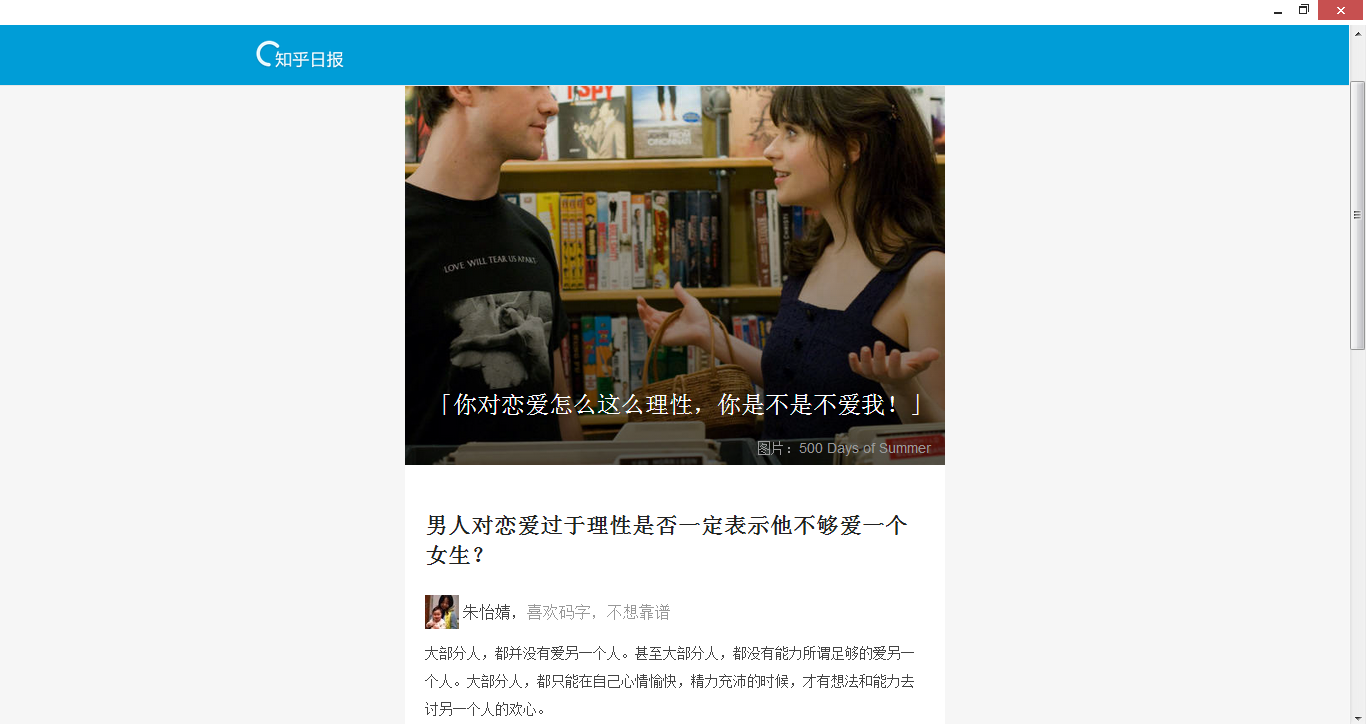 知乎日报
I SPY
JOHN FROM
CINCINNATI
LOVE WILL TEAR US APART
「你对恋爱怎么这么理性，你是不是不爱我！」
图片：500 Days of Summer
男人对恋爱过于理性是否一定表示他不够爱一个
女生？
朱怡婧，喜欢码字，不想靠谱
大部分人，都并没有爱另一个人。甚至大部分人，都没有能力所谓足够的爱另一
个人。大部分人，都只能在自己心情愉快，精力充沛的时候，才有想法和能力去
讨另一个人的欢心。